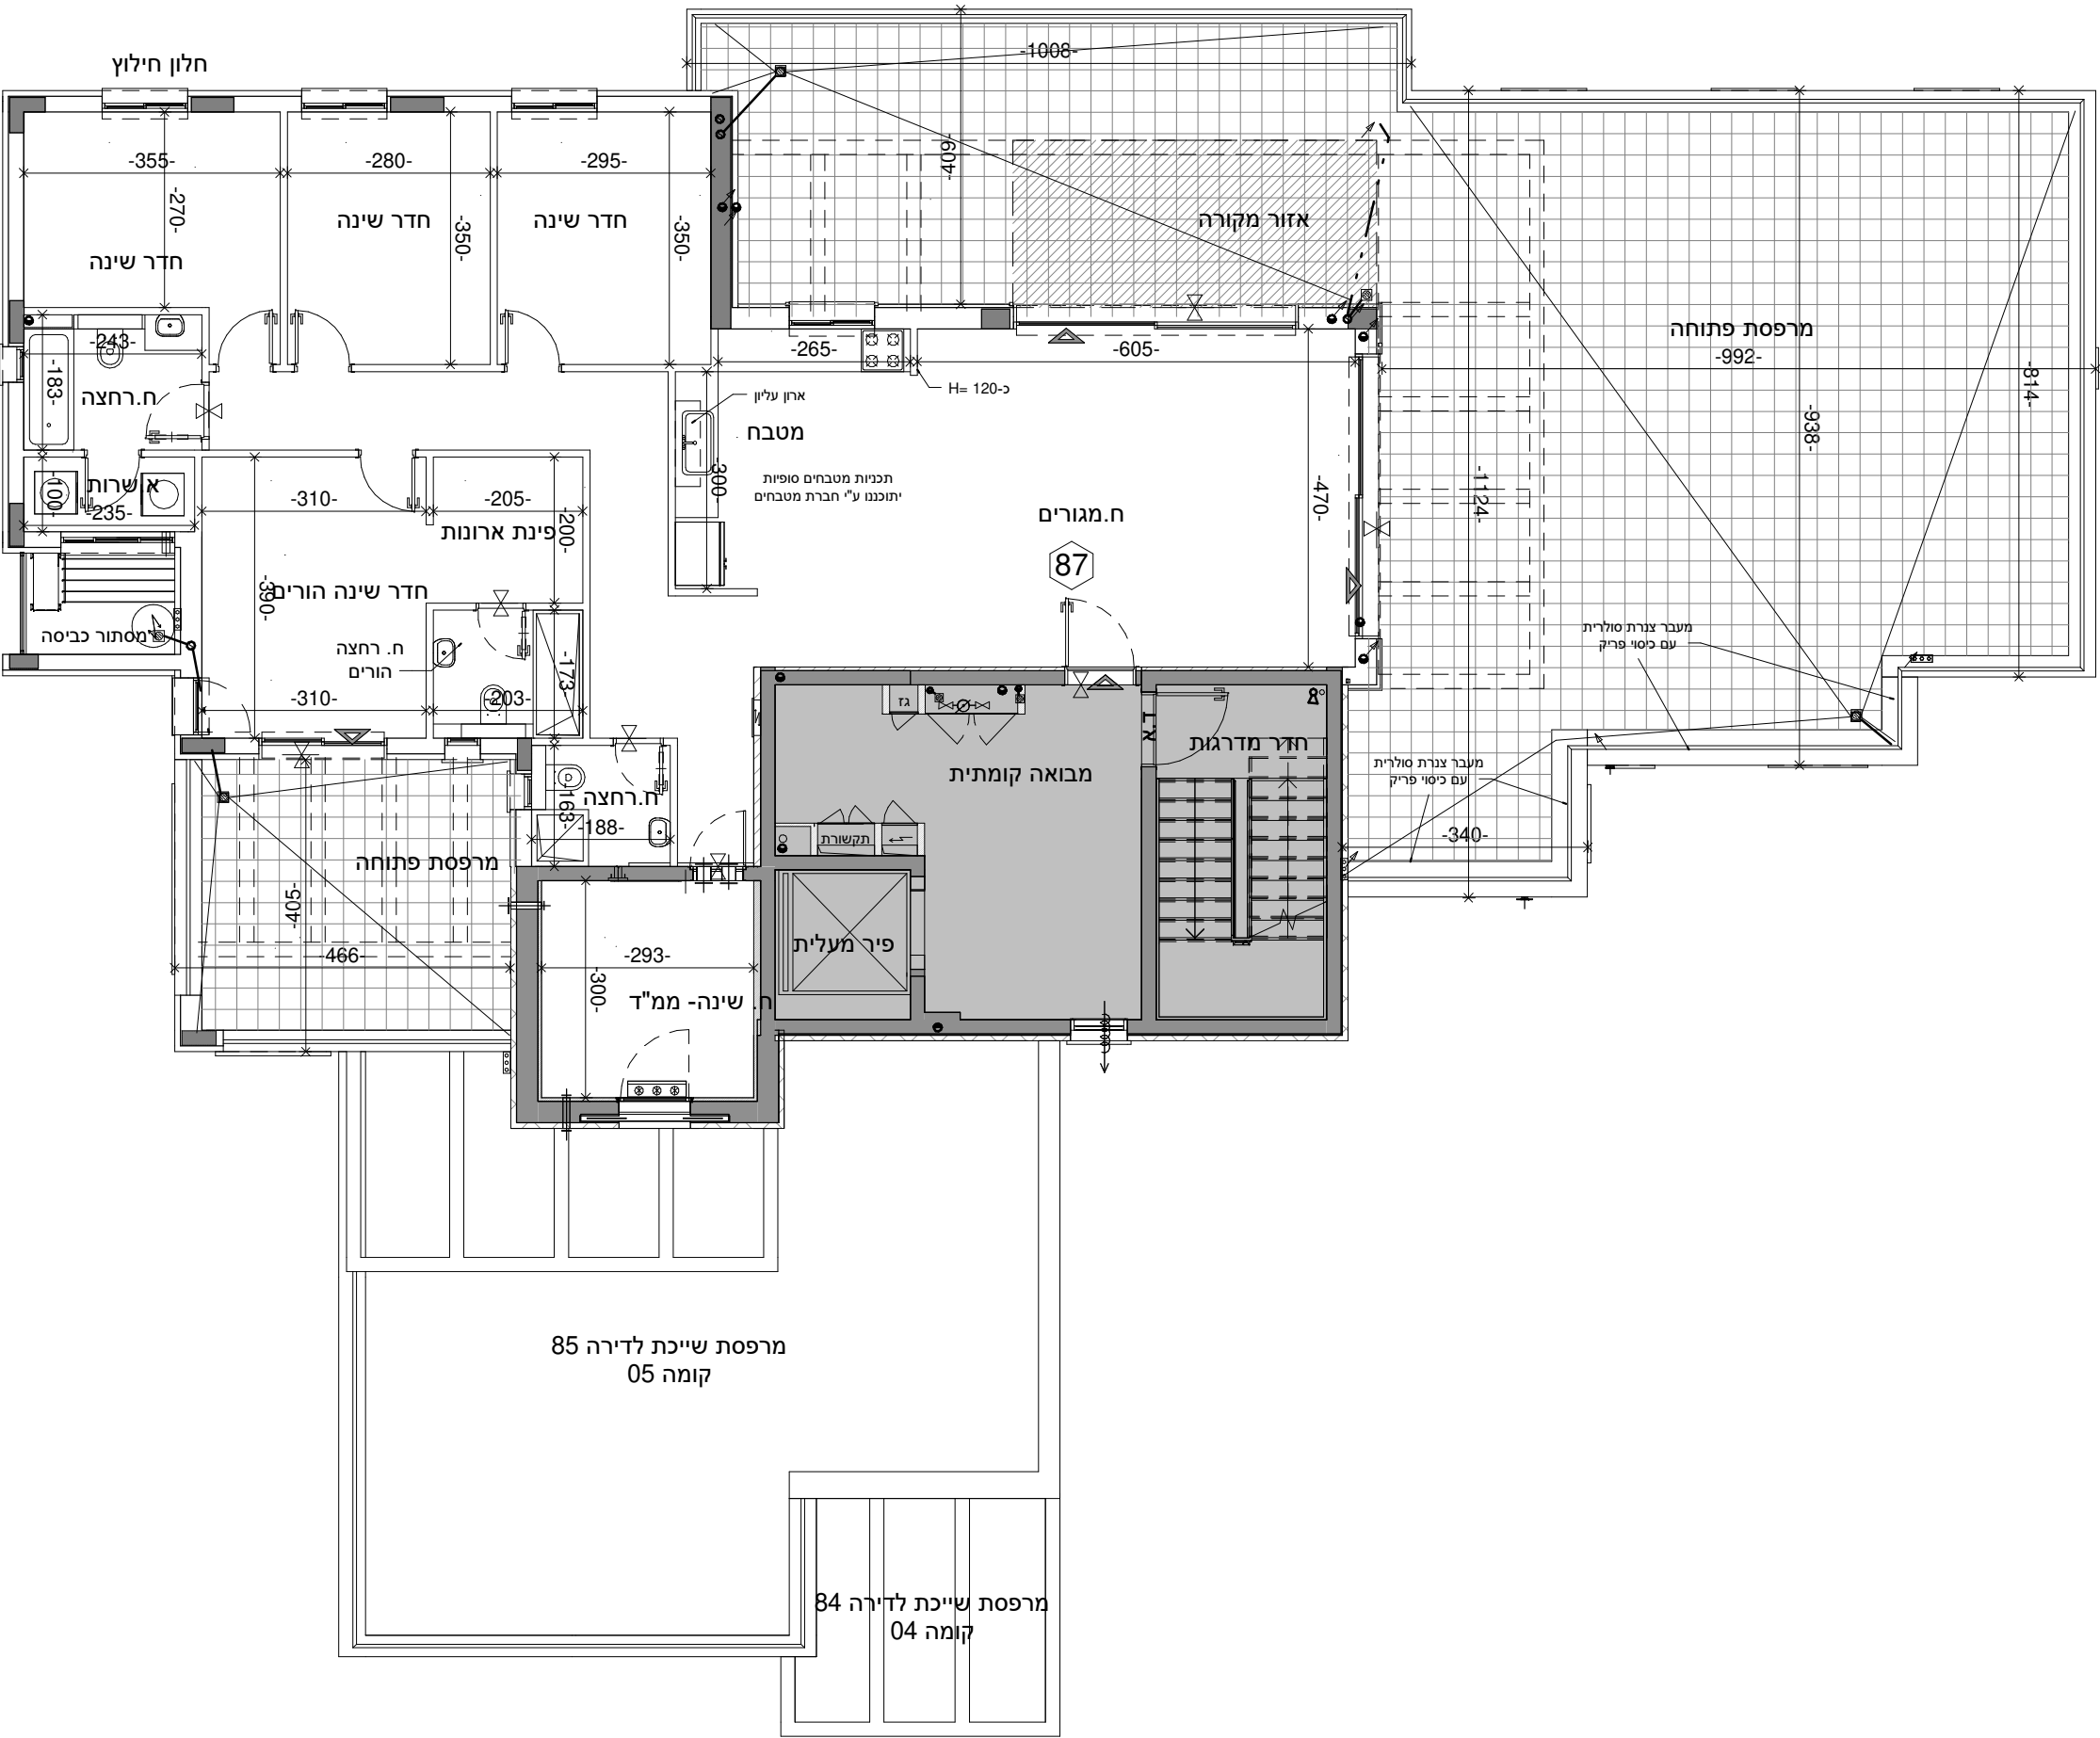 -1008-
חלון חילוץ
-355-
-280-
-295-
-409-
-270-
-350-
-350-
חדר שינה
חדר שינה
חדר שינה
אזור מקורה
מרפסת פתוחה
-992-
-814-
-938-
-1124-
-243-
-183-
ח.רחצה
-265-
-605-
כ-120 =H
ארון עליון
מטבח
-300-
תכניות מטבחים סופיות
יתוכננו ע"י חברת מטבחים
-470-
ח.מגורים
87
א.שרות
-100-
-235-
-310-
-205-
-200-
פינת ארונות
-390-
חדר שינה הורים
מסתור כביסה
ח. רחצה
הורים
-173-
-310-
-203-
מעבר צנרת סולרית
עם כיסוי פריק
מעבר צנרת סולרית
עם כיסוי פריק
-340-
גז
א.ד
חדר מדרגות
מבואה קומתית
תקשורת
פיר מעלית
ח.רחצה
-163-
-188-
מרפסת פתוחה
-405-
-466-
-293-
-300-
ח. שינה- ממ"ד
מרפסת שייכת לדירה 85
קומה 05
מרפסת שייכת לדירה 84
קומה 04